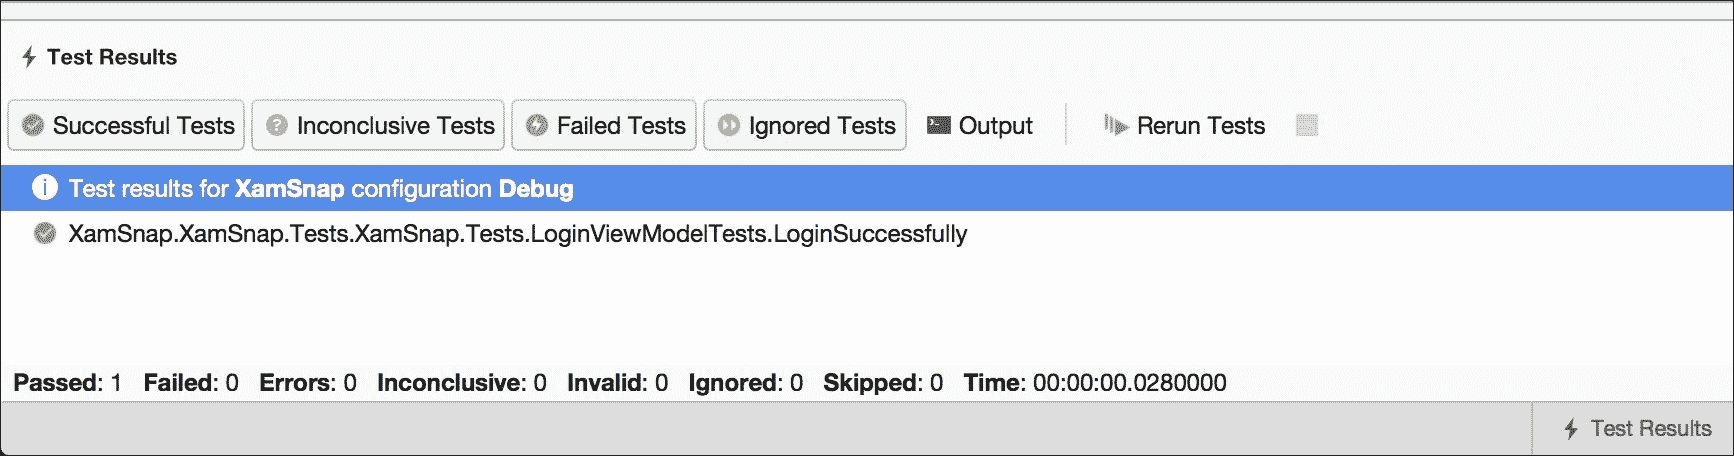 Test Results
Successful Tests Inconclusive Tests Failed Tests Ignored Tests Output Rerun Tests
Test results for XamSnap configuration Debug
XamSnap.XamSnap.Tests.XamSnap.Tests.LoginViewModelTests.LoginSuccessfully
Passed: 1 Failed: 0 Errors: 0 Inconclusive: 0 Invalid: 0 Ignored: 0 Skipped: 0 Time: 00:00:00.0280000
Test Results